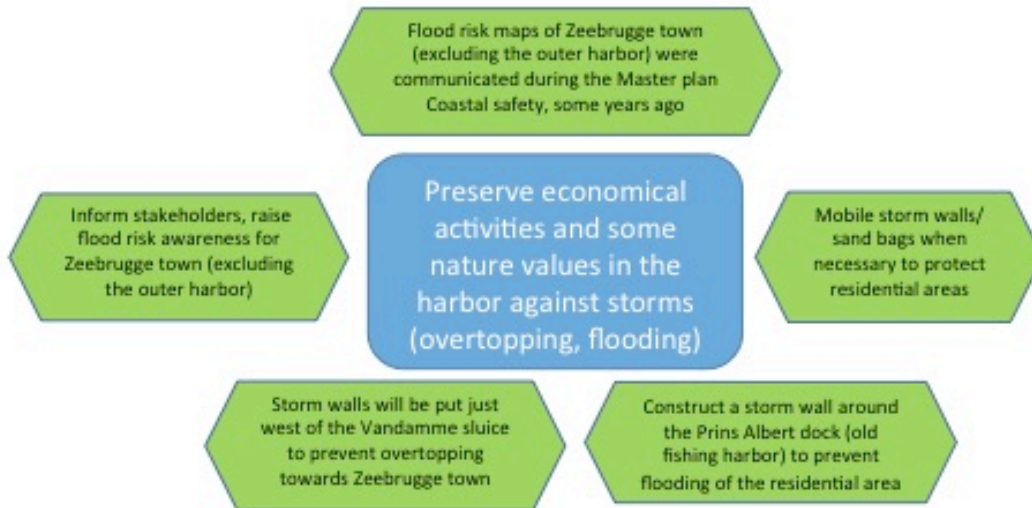 Flood risk maps of Zeebrugge town
(excluding the outer harbor) were
communicated during the Master plan
Coastal safety, some years ago
Inform stakeholders, raise
flood risk awareness for
Zeebrugge town (excluding
the outer harbor)
Preserve economical
activities and some
nature values in the
harbor against storms
(overtopping, flooding)
Mobile storm walls/
sand bags when
necessary to protect
residential areas
Storm walls will be put just
west of the Vandamme sluice
to prevent overtopping
towards Zeebrugge town
Construct a storm wall around
the Prins Albert dock (old
fishing harbor) to prevent
flooding of the residential area